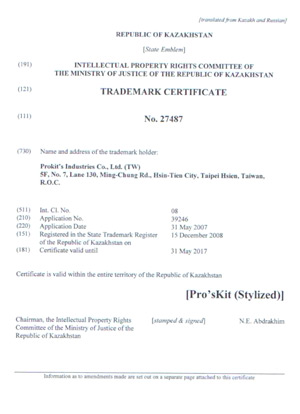 [translated from Kazakh and Russian]
REPUBLIC OF KAZAKHSTAN
[State Emblem]
(191) INTELLECTUAL PROPERTY RIGHTS COMMITTEE OF
THE MINISTRY OF JUSTICE OF THE REPUBLIC OF KAZAKHSTAN
(121) TRADEMARK CERTIFICATE
(111) No. 27487
(730) Name and address of the trademark holder:
Prokit's Industries Co., Ltd. (TW)
5F, No. 7, Lane 130, Ming-Chung Rd., Hsin-Tien City, Taipei Hsien, Taiwan,
R.O.C.
(511) Int. Cl. No. 08
(210) Application No. 39246
(220) Application Date 31 May 2007
(151) Registered in the State Trademark Register 15 December 2008
of the Republic of Kazakhstan on
(181) Certificate valid until 31 May 2017
Certificate is valid within the entire territory of the Republic of Kazakhstan
[Pro'sKit (Stylized)]
Chairman, the Intellectual Property Rights [stamped & signed] N.E. Abdrakhim
Committee of the Ministry of Justice of the
Republic of Kazakhstan
Information as to amendments made are set out on a separate page attached to this certificate